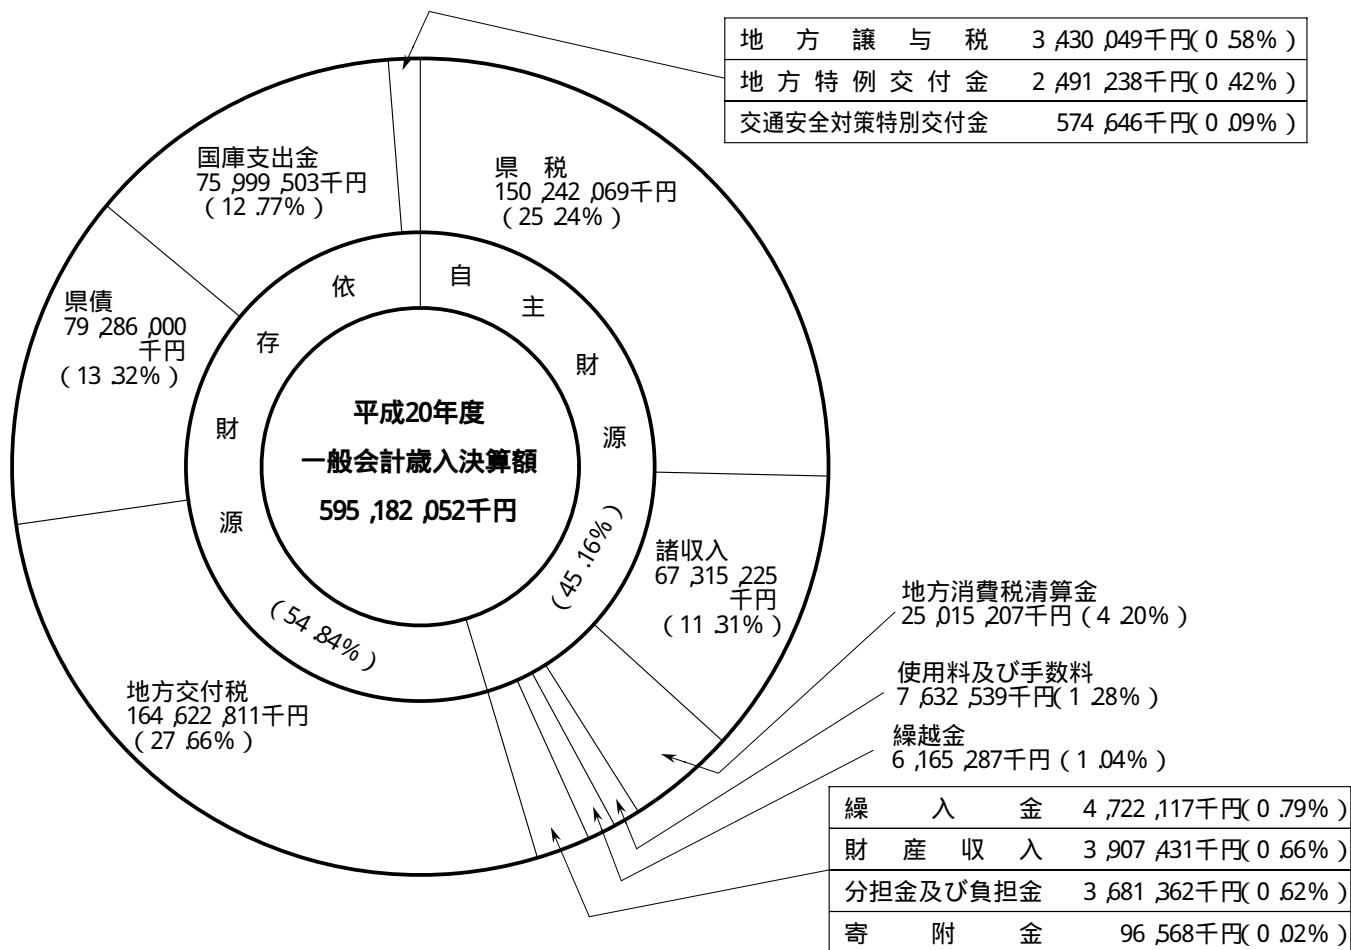 地方譲与税 3,430,049千円(0.58%)
地方特例交付金 2,491,238千円(0.42%)
交通安全対策特別交付金 574,646千円(0.09%)
国庫支出金
75,999,503千円
(12.77%)
県税
150,242,069千円
(25.24%)
県債
79,286,000
千円
(13.32%)
依存財源
(54.84%)
自主財源
(45.16%)
平成20年度
一般会計歳入決算額
595,182,052千円
諸収入
67,315,225
千円
(11.31%)
地方消費税清算金
25,015,207千円(4.20%)
使用料及び手数料
7,632,539千円(1.28%)
繰越金
6,165,287千円(1.04%)
地方交付税
164,622,811千円
(27.66%)
繰入金 4,722,117千円(0.79%)
財産収入 3,907,431千円(0.66%)
分担金及び負担金 3,681,362千円(0.62%)
寄附金 96,568千円(0.02%)